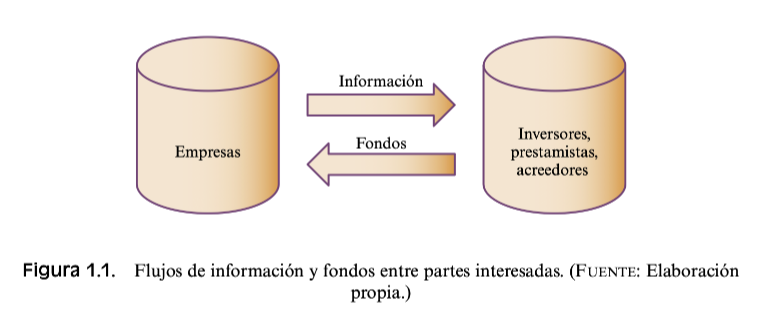 Información
Empresas
Fondos
Inversores,
prestamistas,
acreedores
Figura 1.1. Flujos de información y fondos entre partes interesadas. (FUENTE: Elaboración
propia.)